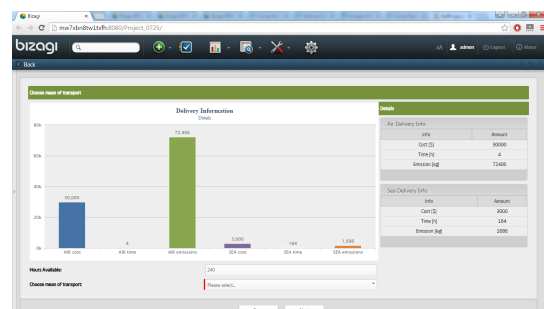 Bizagi
mw7xbn8tw1txfh:8080/Project_0725/
bizagi
admin
Logout
About
Back
Choose mean of transport
Delivery Information
Details
80k
60k
40k
20k
0k
30,000
4
72,400
3,000
164
1,686
AIR cost
AIR time
AIR emissions
SEA cost
SEA time
SEA emissions
Details
Air Delivery Info
Info Amount
Cost [$] 30000
Time [h] 4
Emission [kg] 72400
Sea Delivery Info
Info Amount
Cost [$] 3000
Time [h] 164
Emission [kg] 1686
Hours Available:
240
Choose mean of transport:
Please select...